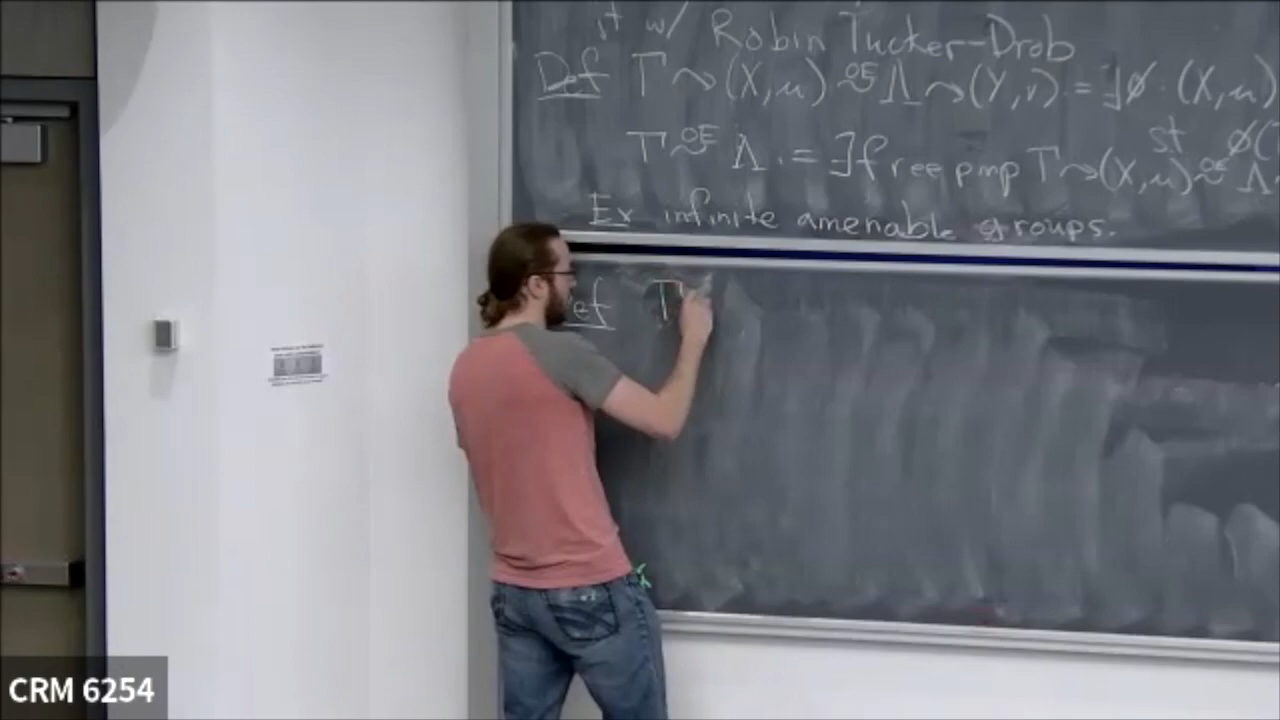 jt w/ Robin Tucker-Drob
Def Γ↷(X,μ) ~OE Λ↷(Y,ν) := ∃φ: (X,μ)
st φ(
Γ ~OE Λ := ∃ free pmp Γ↷(X,μ) ~OE Λ
Ex infinite amenable groups.
Def Γ
CRM 6254